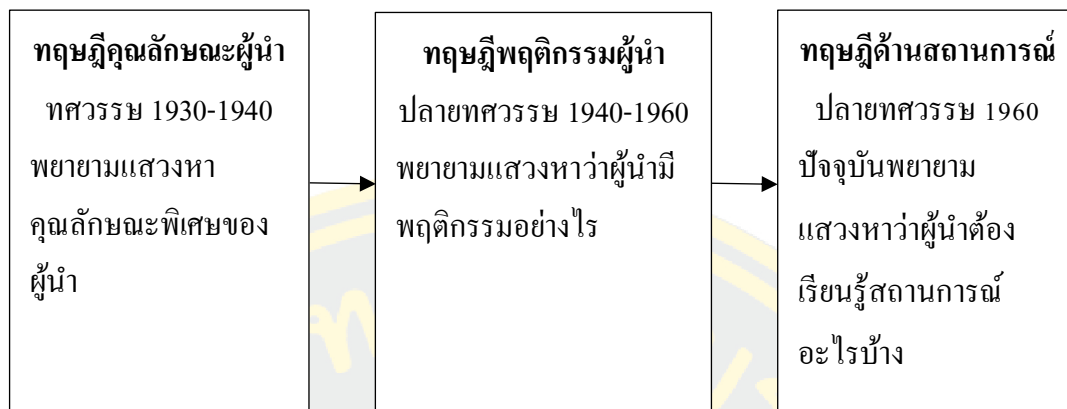 ทฤษฎีคุณลักษณะผู้นำ
ทศวรรษ 1930-1940
พยายามแสวงหา
คุณลักษณะพิเศษของ
ผู้นำ
ทฤษฎีพฤติกรรมผู้นำ
ปลายทศวรรษ 1940-1960
พยายามแสวงหาว่าผู้นำมี
พฤติกรรมอย่างไร
ทฤษฎีด้านสถานการณ์
ปลายทศวรรษ 1960
ปัจจุบันพยายาม
แสวงหาว่าผู้นำต้อง
เรียนรู้สถานการณ์
อะไรบ้าง